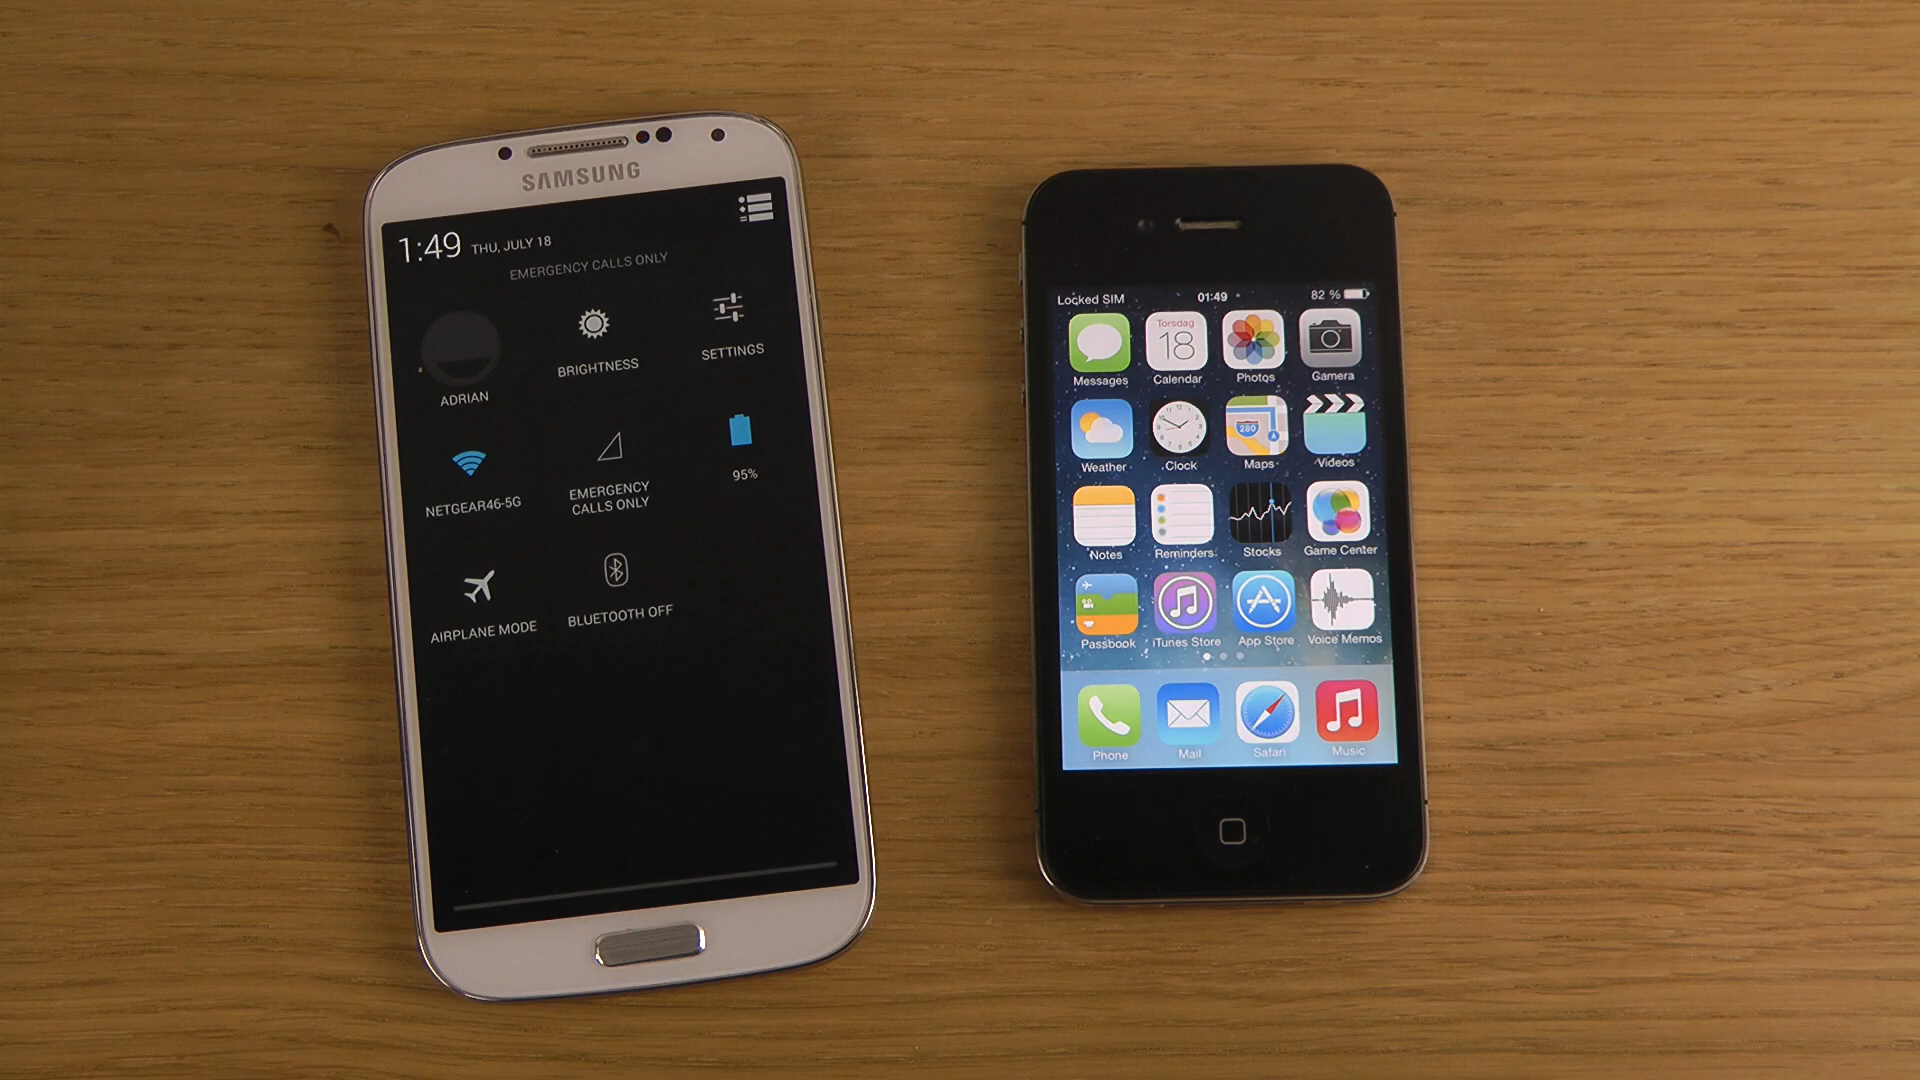 SAMSUNG
1:49 THU, JULY 18
EMERGENCY CALLS ONLY
ADRIAN
BRIGHTNESS
SETTINGS
NETGEAR46-5G
EMERGENCY
CALLS ONLY
95%
AIRPLANE MODE
BLUETOOTH OFF
Locked SIM 01:49 82 %
Torsdag
18
Messages Calendar Photos Camera
280
Weather Clock Maps Videos
Notes Reminders Stocks Game Center
Passbook iTunes Store App Store Voice Memos
Phone Mail Safari Music